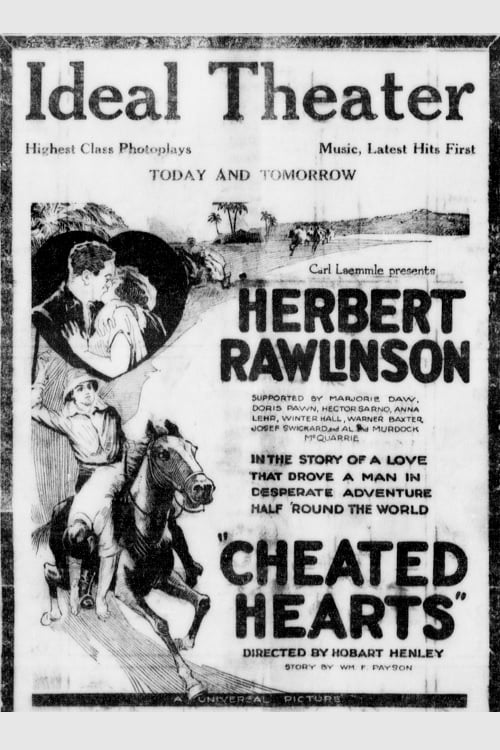 Ideal Theater
Highest Class Photoplays
Music, Latest Hits First
TODAY AND TOMORROW
Carl Laemmle presents
HERBERT
RAWLINSON
SUPPORTED BY MARJORIE DAW,
DORIS PAWN, HECTOR SARNO, ANNA
LEHR, WINTER HALL, WARNER BAXTER,
JOSEF SWICKARD and AL and MURDOCK
McQUARRIE
IN THE STORY OF A LOVE
THAT DROVE A MAN IN
DESPERATE ADVENTURE
HALF 'ROUND THE WORLD
"CHEATED
HEARTS"
DIRECTED BY HOBART HENLEY
STORY BY WM. F. PAYSON
A UNIVERSAL PICTURE